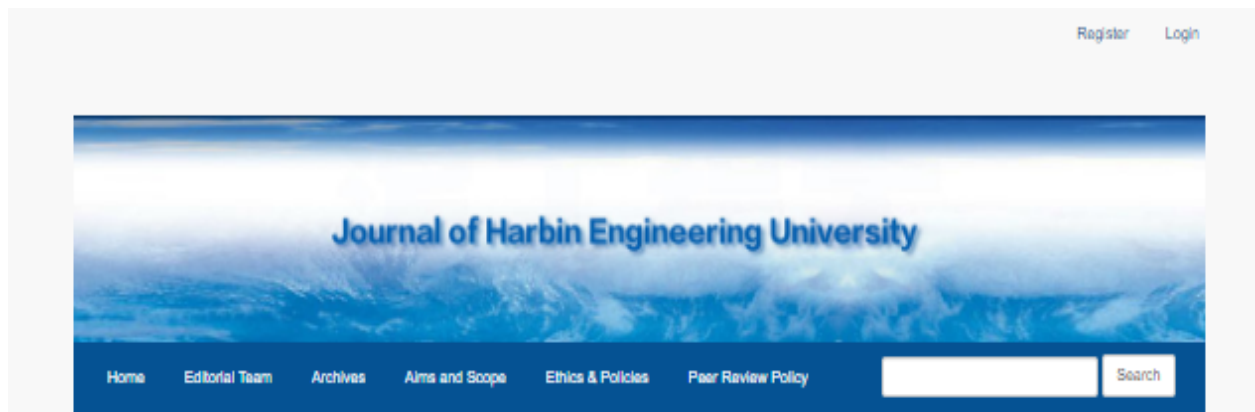 Register Login
Journal of Harbin Engineering University
Home Editorial Team Archives Aims and Scope Ethics & Policies Peer Review Policy Search